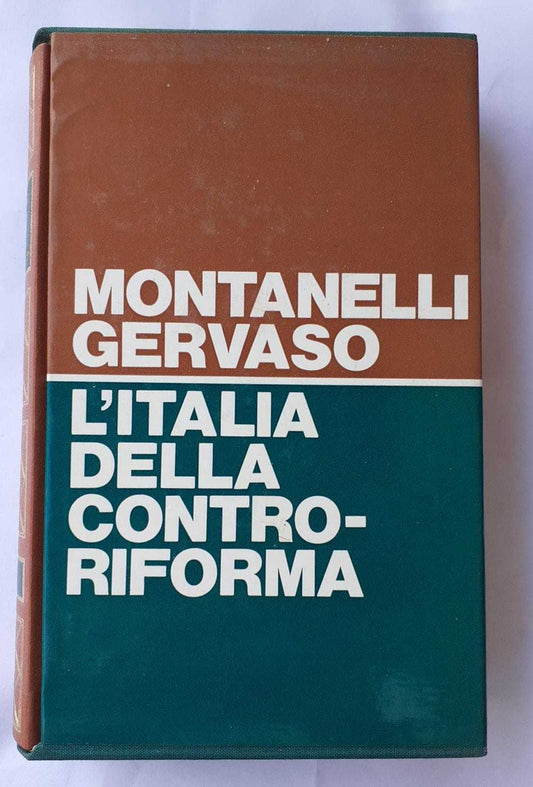 MONTANELLI
GERVASO
L'ITALIA
DELLA
CONTRO-
RIFORMA